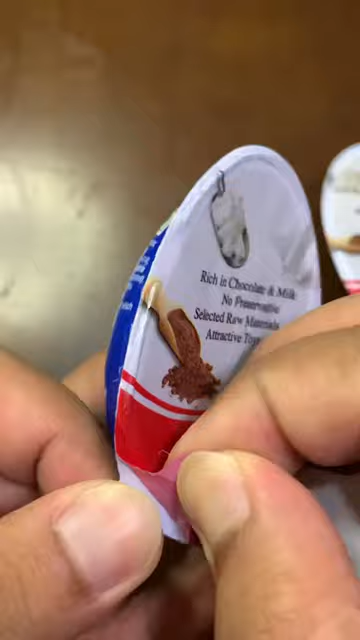 Rich in Chocolate & Milk
No Preservative
Selected Raw Materials
Attractive